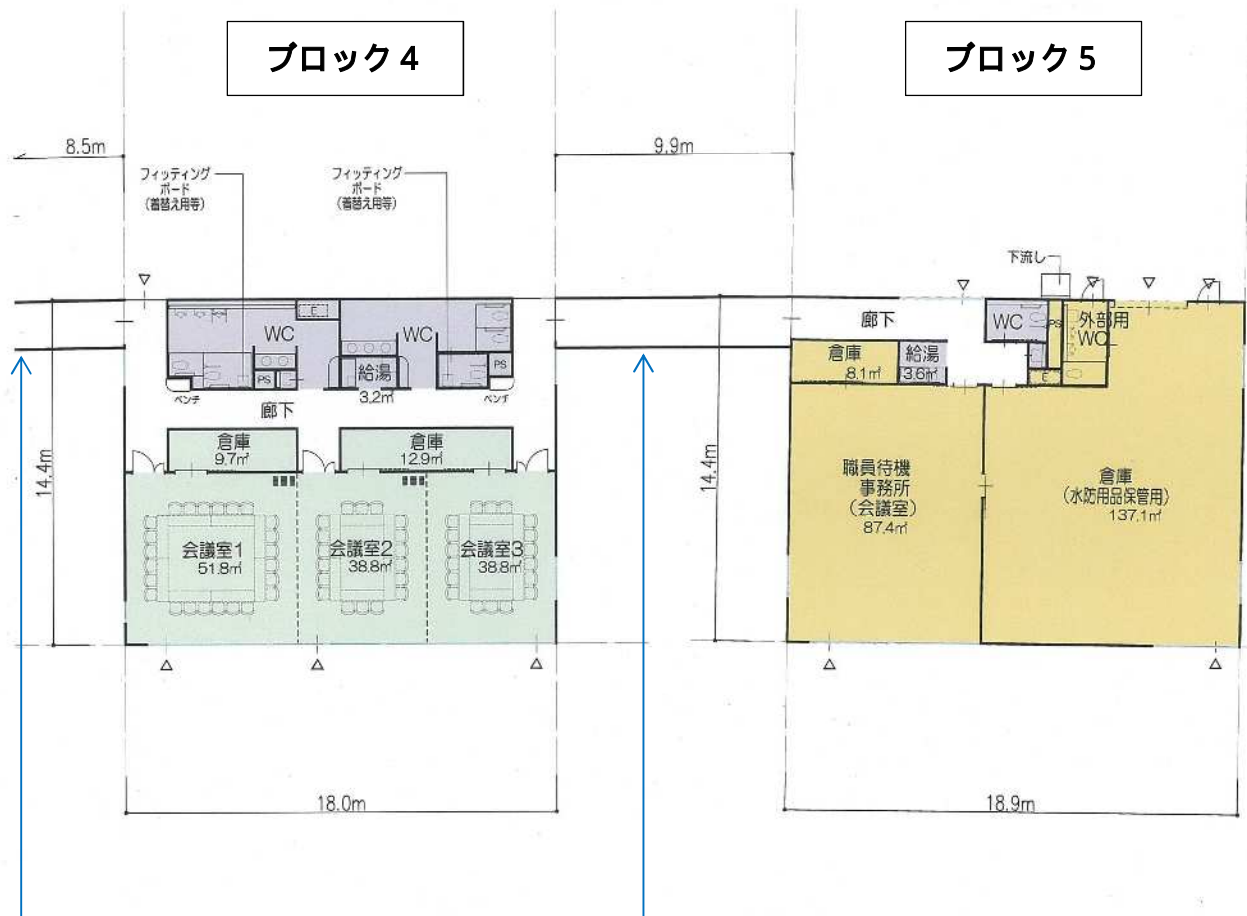 ブロック4
ブロック5
8.5m
9.9m
フィッティング
ボード
(着替え用等)
フィッティング
ボード
(着替え用等)
下流し
WC
E
WC
給湯
3.2㎡
PS
PS
ベンチ
ベンチ
廊下
倉庫
9.7㎡
倉庫
12.9㎡
14.4m
会議室1
51.8㎡
会議室2
38.8㎡
会議室3
38.8㎡
18.0m
廊下
WC
PS
外部用
WC
倉庫
8.1㎡
給湯
3.6㎡
E
14.4m
職員待機
事務所
(会議室)
87.4㎡
倉庫
(水防用品保管用)
137.1㎡
18.9m